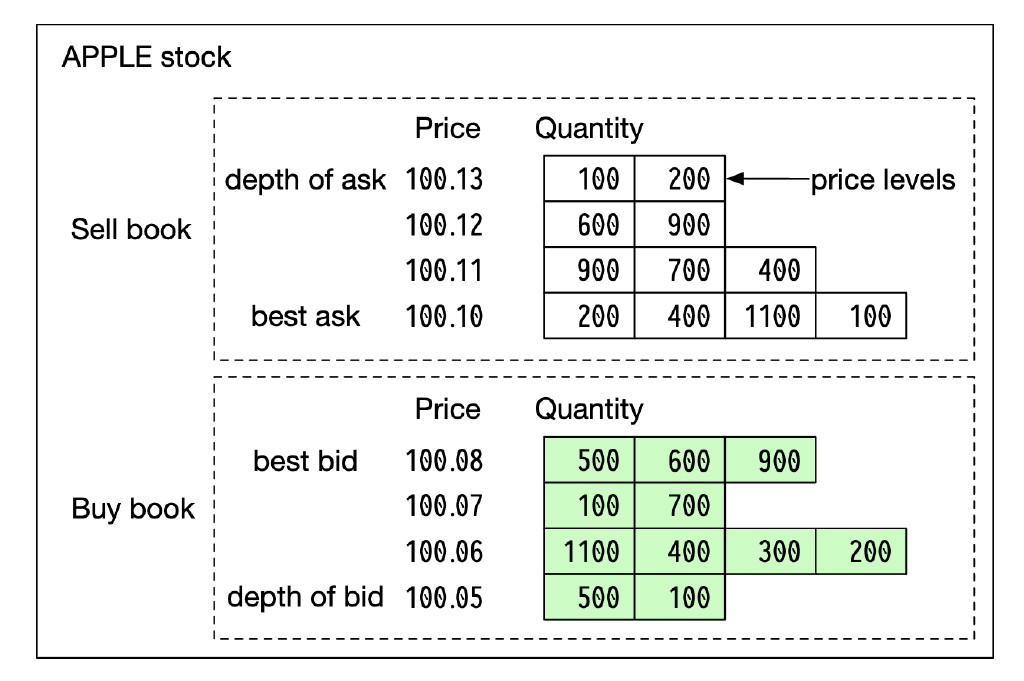 APPLE stock
Price Quantity
depth of ask 100.13 100 200 price levels
Sell book
100.12 600 900
100.11 900 700 400
best ask 100.10 200 400 1100 100
Price Quantity
best bid 100.08 500 600 900
Buy book
100.07 100 700
100.06 1100 400 300 200
depth of bid 100.05 500 100